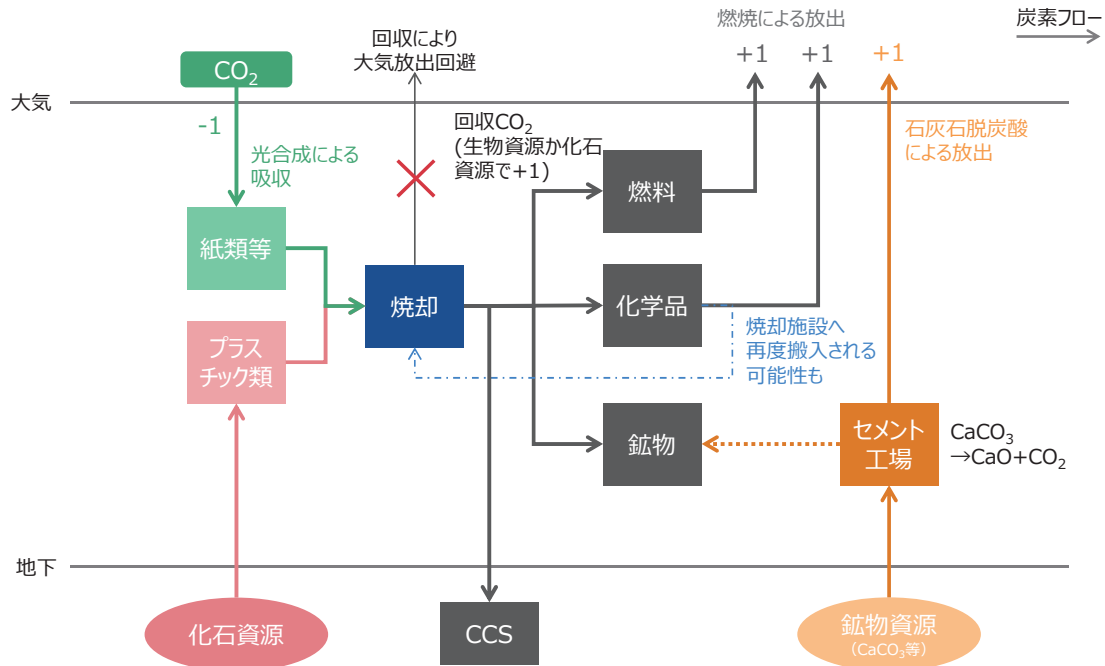 燃焼による放出
炭素フロー
回収により
大気放出回避
+1
+1
+1
CO₂
大気
-1
光合成による
吸収
回収CO₂
(生物資源か化石
資源で+1)
石灰石脱炭酸
による放出
燃料
紙類等
焼却
化学品
プラス
チック類
焼却施設へ
再度搬入される
可能性も
鉱物
セメント
工場
CaCO₃
→CaO+CO₂
地下
化石資源
CCS
鉱物資源
(CaCO₃等)